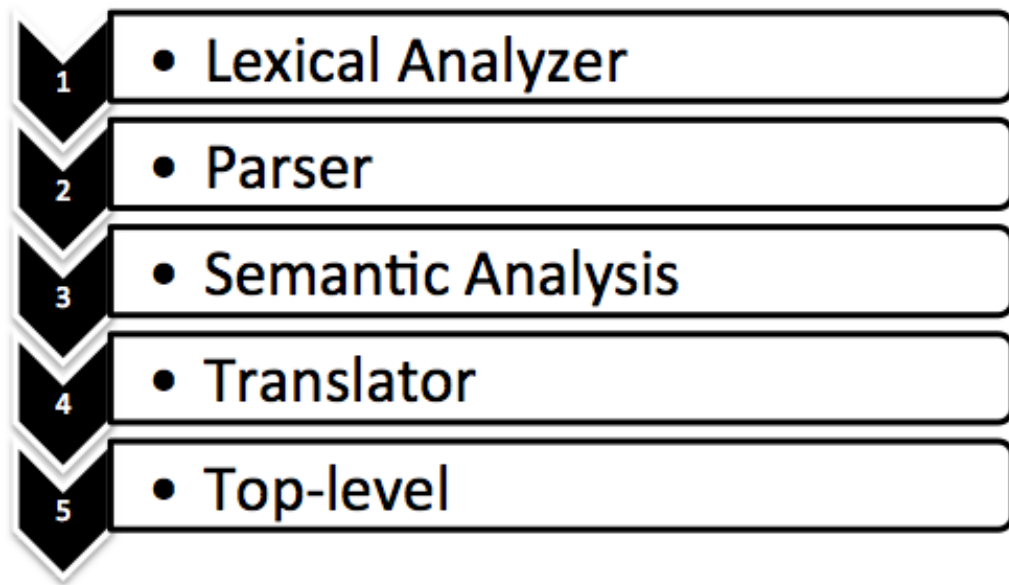 1 • Lexical Analyzer
2 • Parser
3 • Semantic Analysis
4 • Translator
5 • Top-level